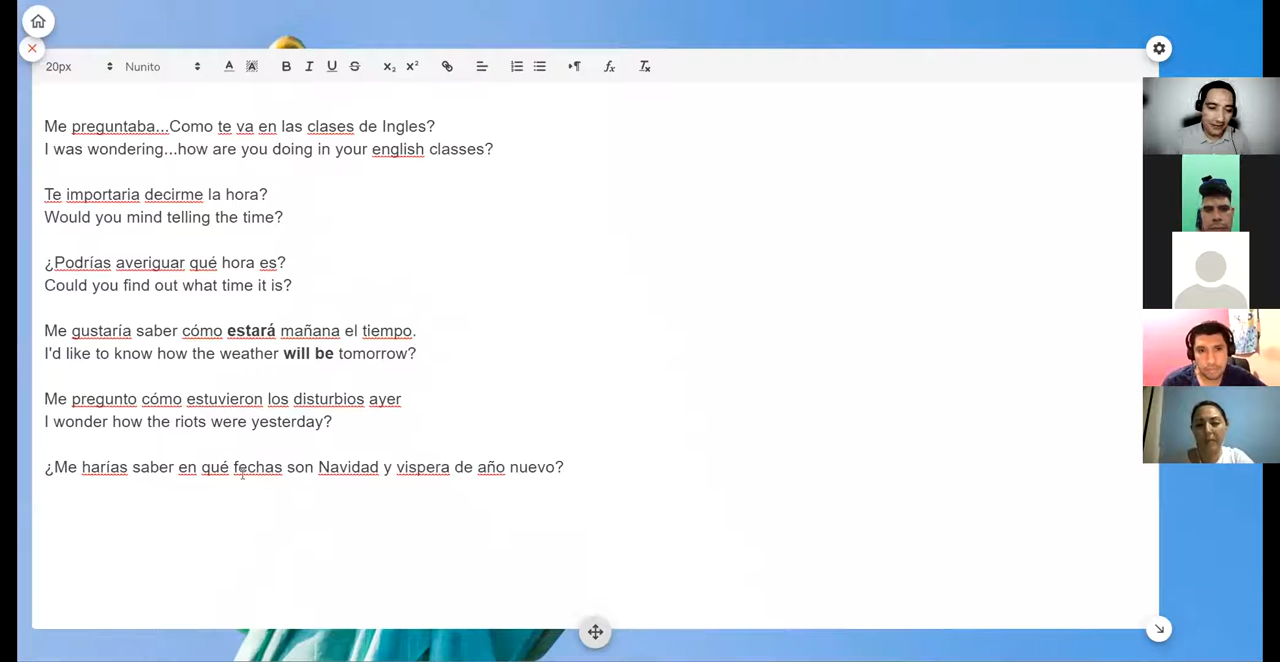 20px Nunito A A B I U S x₂ x² fx Tx
Me preguntaba...Como te va en las clases de Ingles?
I was wondering...how are you doing in your english classes?
Te importaria decirme la hora?
Would you mind telling the time?
¿Podrías averiguar qué hora es?
Could you find out what time it is?
Me gustaría saber cómo estará mañana el tiempo.
I'd like to know how the weather will be tomorrow?
Me pregunto cómo estuvieron los disturbios ayer
I wonder how the riots were yesterday?
¿Me harías saber en qué fechas son Navidad y vispera de año nuevo?